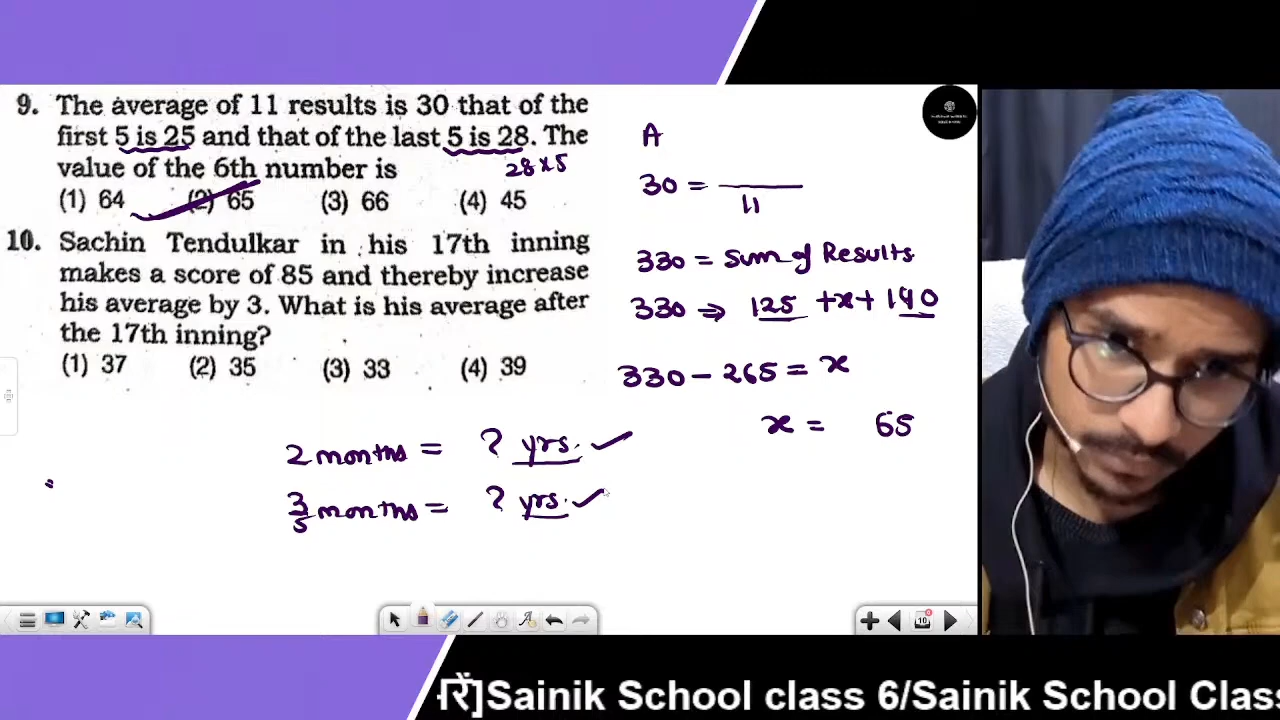 9. The average of 11 results is 30 that of the
first 5 is 25 and that of the last 5 is 28. The
value of the 6th number is
28x5
(1) 64 (2) 65 (3) 66 (4) 45
10. Sachin Tendulkar in his 17th inning
makes a score of 85 and thereby increase
his average by 3. What is his average after
the 17th inning?
(1) 37 (2) 35 (3) 33 (4) 39
A
30 =
11
330 = Sum of Results
330 ⇒ 125 + x + 140
330 - 265 = x
x = 65
2 months = ? yrs. ✓
3/5 months = ? yrs. ✓
10
]Sainik School class 6/Sainik School Clas